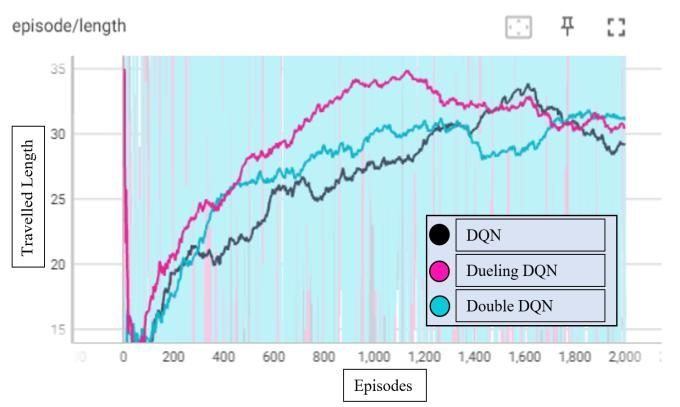 episode/length
35
30
25
20
15
Travelled Length
DQN
Dueling DQN
Double DQN
0 200 400 600 800 1,000 1,200 1,400 1,600 1,800 2,000
Episodes